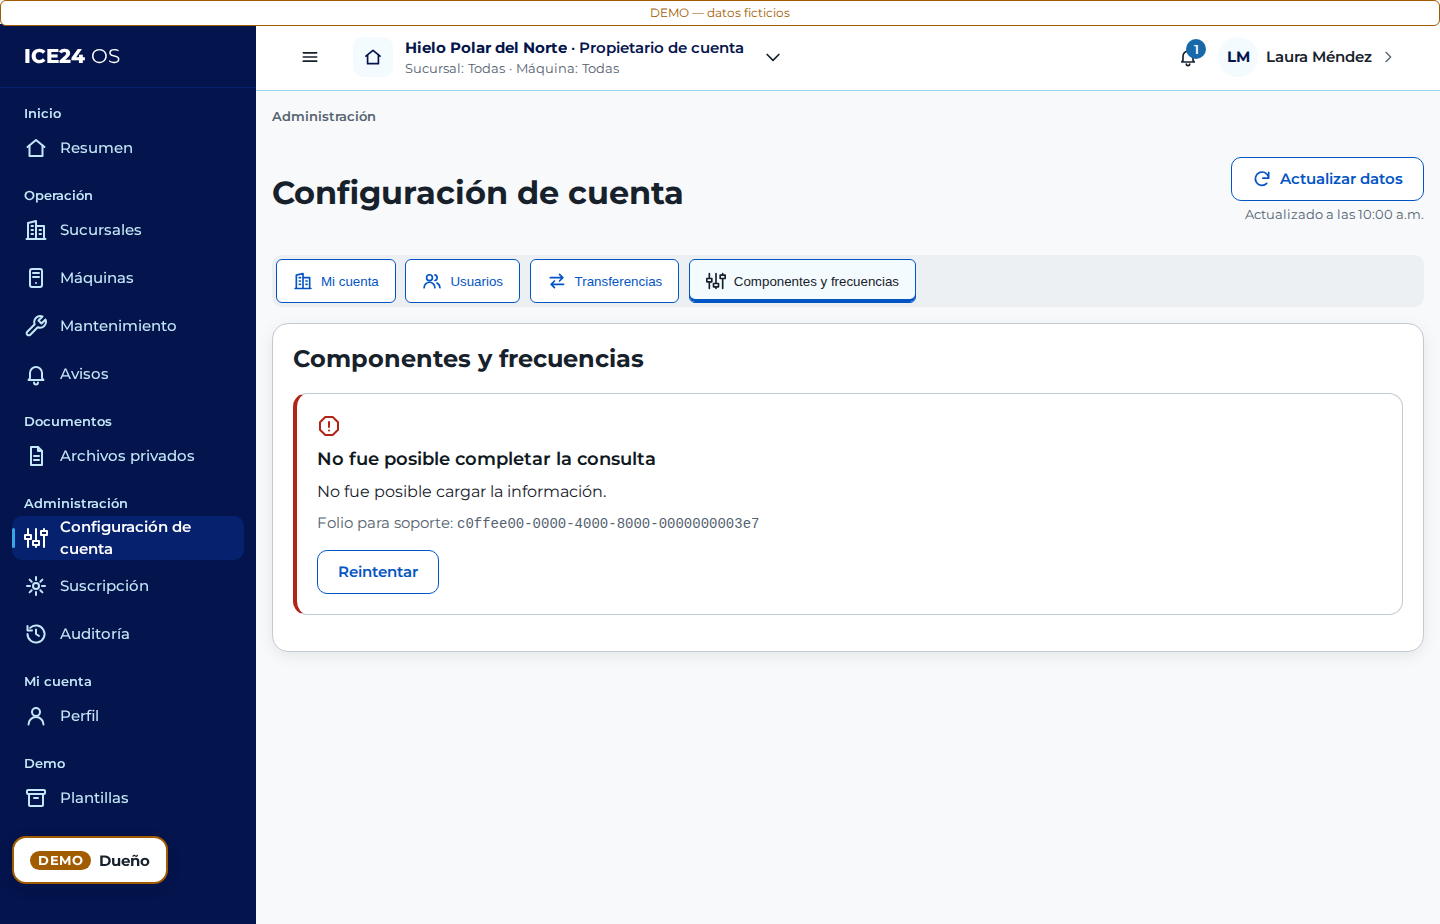 DEMO — datos ficticios
ICE24 OS
Inicio
Resumen
Operación
Sucursales
Máquinas
Mantenimiento
Avisos
Documentos
Archivos privados
Administración
Configuración de
cuenta
Suscripción
Auditoría
Mi cuenta
Perfil
Demo
Plantillas
DEMO Dueño
Hielo Polar del Norte · Propietario de cuenta
Sucursal: Todas · Máquina: Todas
1
LM Laura Méndez
Administración
Configuración de cuenta
Actualizar datos
Actualizado a las 10:00 a.m.
Mi cuenta
Usuarios
Transferencias
Componentes y frecuencias
Componentes y frecuencias
No fue posible completar la consulta
No fue posible cargar la información.
Folio para soporte: c0ffee00-0000-4000-8000-0000000003e7
Reintentar